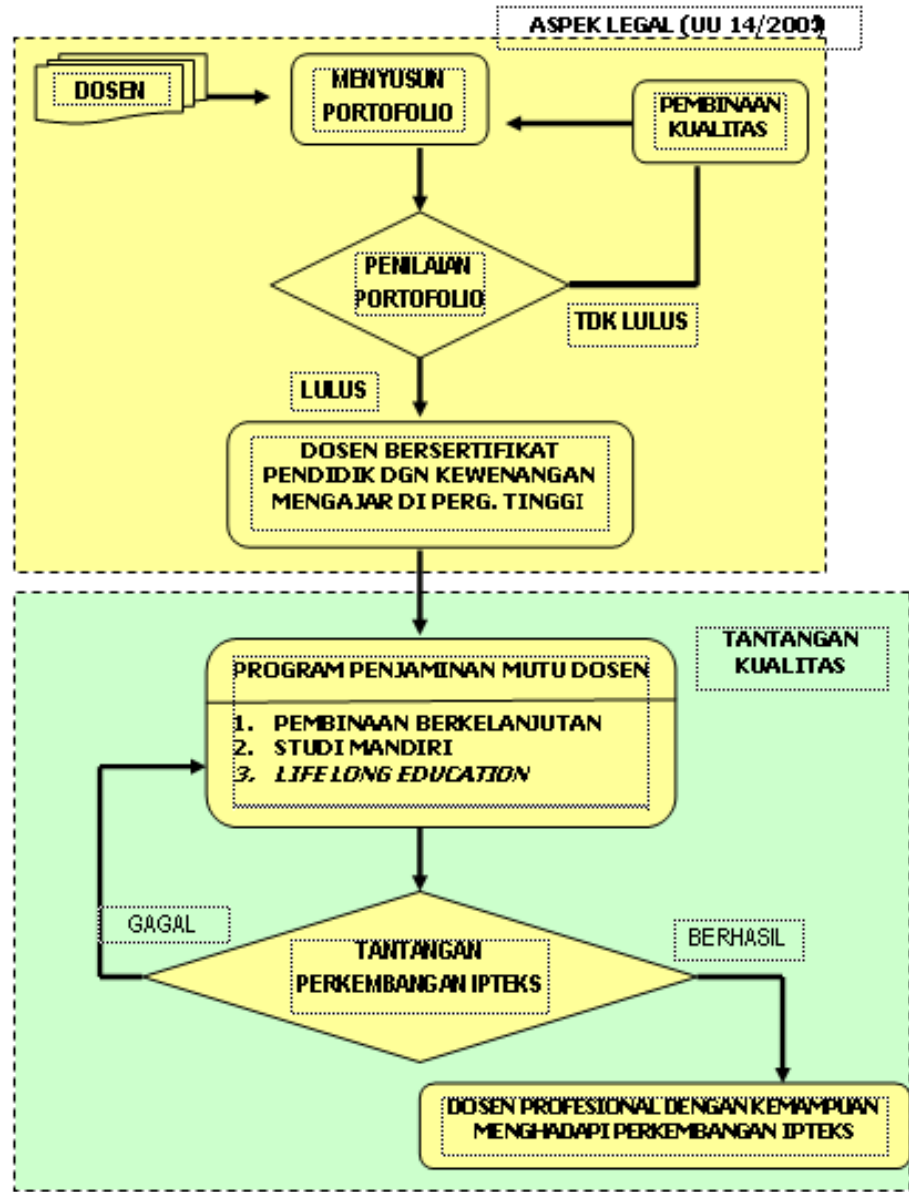 ASPEK LEGAL (UU 14/2005)
DOSEN
MENYUSUN
PORTOFOLIO
PEMBINAAN
KUALITAS
PENILAIAN
PORTOFOLIO
TDK LULUS
LULUS
DOSEN BERSERTIFIKAT
PENDIDIK DGN KEWENANGAN
MENGAJAR DI PERG. TINGGI
TANTANGAN
KUALITAS
PROGRAM PENJAMINAN MUTU DOSEN
1. PEMBINAAN BERKELANJUTAN
2. STUDI MANDIRI
3. LIFE LONG EDUCATION
GAGAL
BERHASIL
TANTANGAN
PERKEMBANGAN IPTEKS
DOSEN PROFESIONAL DENGAN KEMAMPUAN
MENGHADAPI PERKEMBANGAN IPTEKS